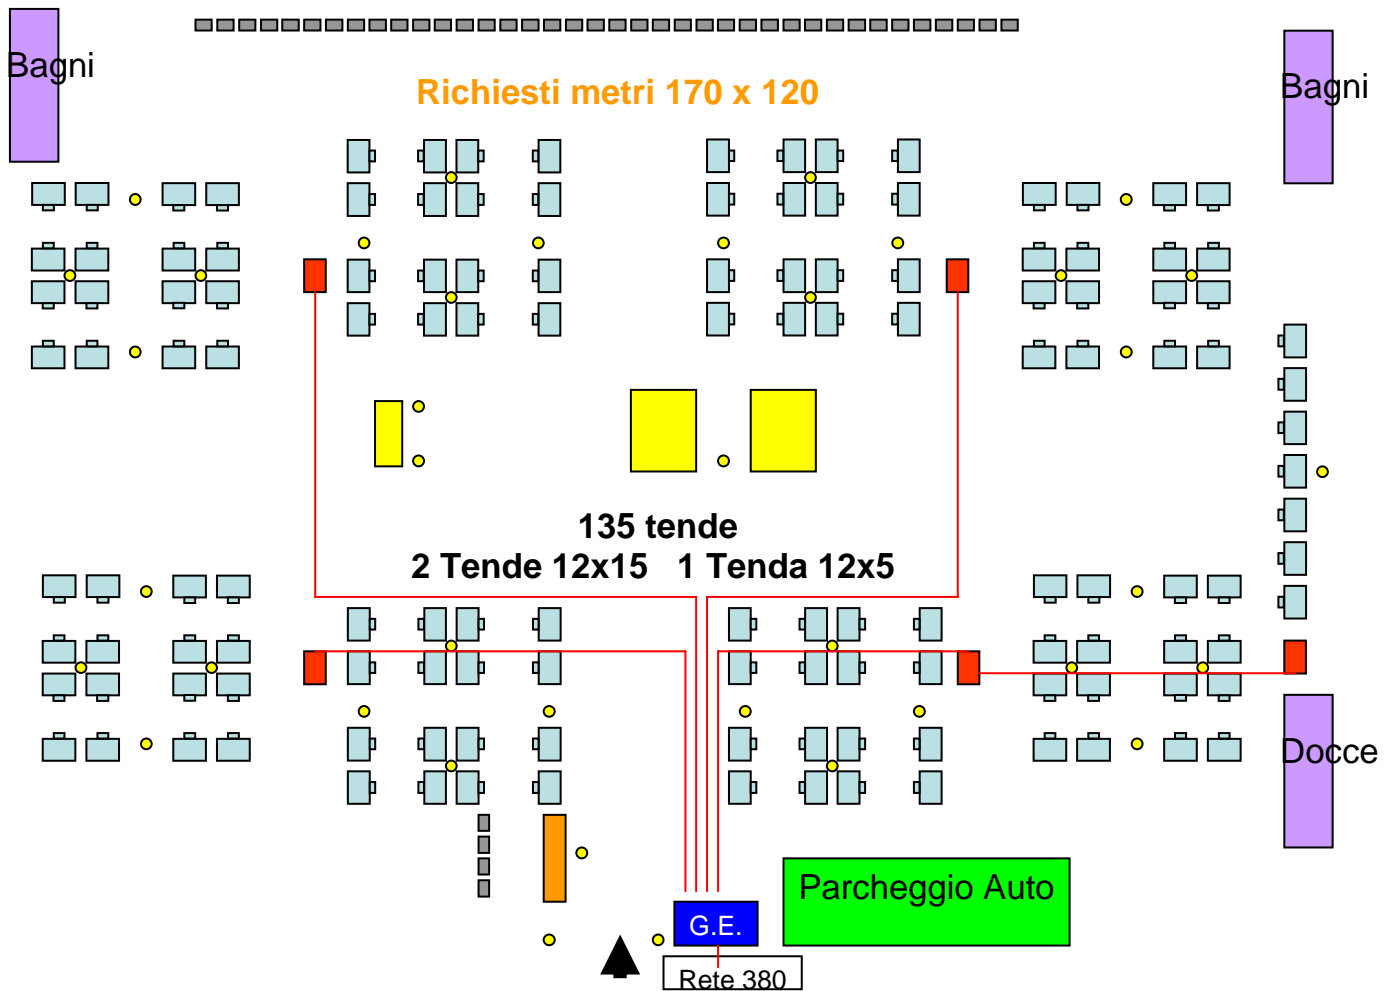 Bagni
Bagni
Richiesti metri 170 x 120
135 tende
2 Tende 12x15   1 Tenda 12x5
Docce
Parcheggio Auto
G.E.
Rete 380